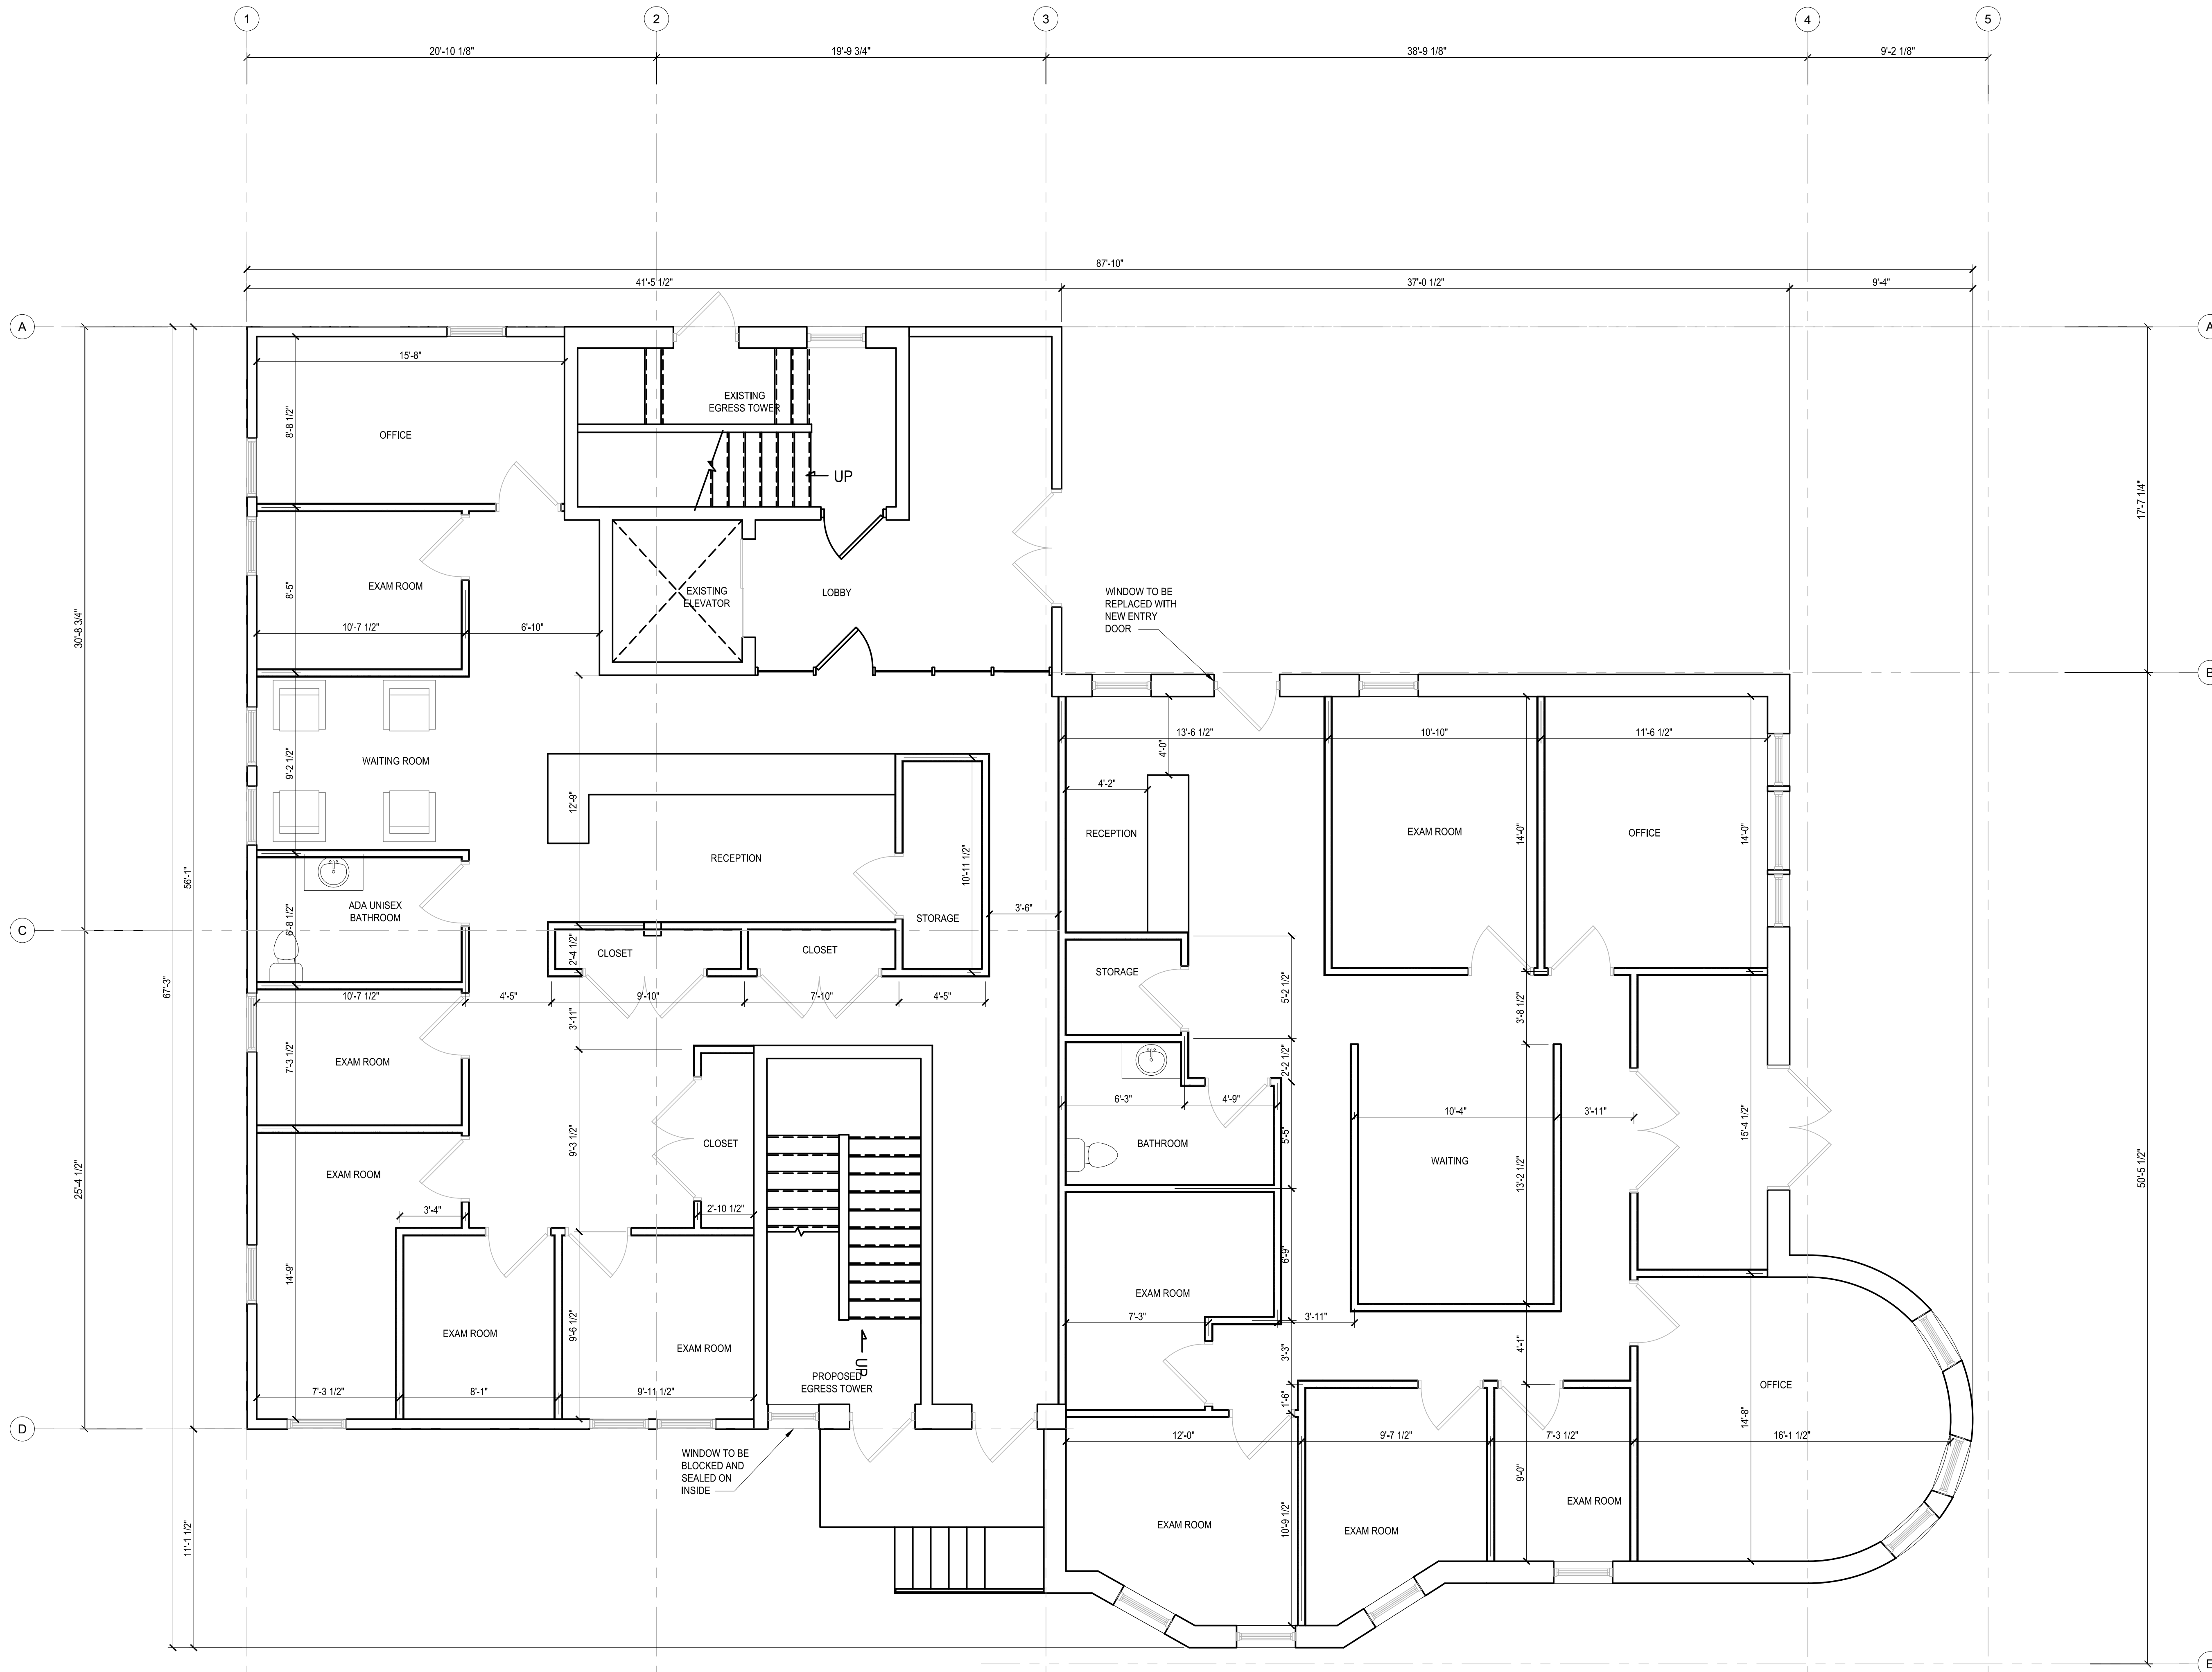 1
2
3
4
5
20'-10 1/8"
19'-9 3/4"
38'-9 1/8"
9'-2 1/8"
87'-10"
41'-5 1/2"
37'-0 1/2"
9'-4"
A
A
15'-8"
8'-8 1/2"
OFFICE
EXISTING
EGRESS TOWER
UP
17'-7 1/4"
EXAM ROOM
8'-5"
10'-7 1/2"
6'-10"
EXISTING
ELEVATOR
LOBBY
WINDOW TO BE
REPLACED WITH
NEW ENTRY
DOOR
30'-8 3/4"
B
13'-6 1/2"
4'-0"
10'-10"
11'-6 1/2"
WAITING ROOM
9'-2 1/2"
12'-9"
4'-2"
RECEPTION
EXAM ROOM
14'-0"
OFFICE
14'-0"
RECEPTION
10'-11 1/2"
56'-1"
ADA UNISEX
BATHROOM
6'-8 1/2"
STORAGE
3'-6"
C
CLOSET
2'-4 1/2"
CLOSET
STORAGE
5'-2 1/2"
67'-3"
10'-7 1/2"
4'-5"
9'-10"
7'-10"
4'-5"
3'-11"
3'-8 1/2"
EXAM ROOM
7'-3 1/2"
2'-2 1/2"
6'-3"
4'-9"
10'-4"
3'-11"
CLOSET
9'-3 1/2"
BATHROOM
5'-5"
WAITING
13'-2 1/2"
15'-4 1/2"
EXAM ROOM
25'-4 1/2"
50'-5 1/2"
3'-4"
2'-10 1/2"
14'-9"
6'-9"
EXAM ROOM
7'-3"
3'-11"
EXAM ROOM
9'-6 1/2"
EXAM ROOM
UP
PROPOSED
EGRESS TOWER
3'-3"
4'-1"
OFFICE
7'-3 1/2"
8'-1"
9'-11 1/2"
1'-6"
14'-8"
D
12'-0"
9'-7 1/2"
7'-3 1/2"
16'-1 1/2"
WINDOW TO BE
BLOCKED AND
SEALED ON
INSIDE
9'-0"
EXAM ROOM
EXAM ROOM
10'-9 1/2"
EXAM ROOM
11'-1 1/2"
E